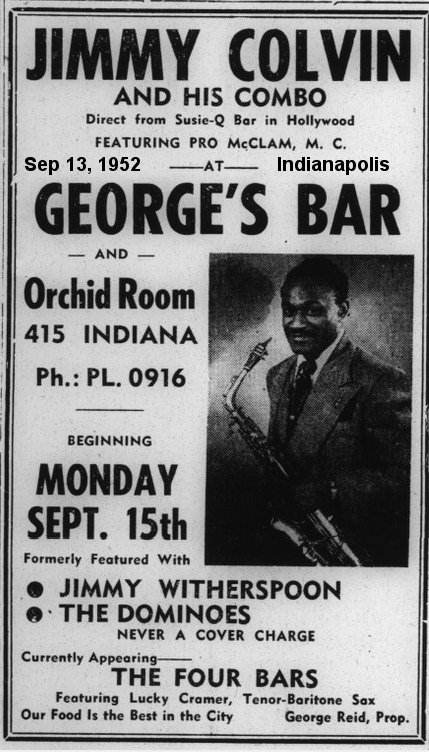 JIMMY COLVIN
AND HIS COMBO
Direct from Susie-Q Bar in Hollywood
FEATURING PRO McCLAM, M. C.
Sep 13, 1952 —AT— Indianapolis
GEORGE'S BAR
— AND —
Orchid Room
415 INDIANA
Ph.: PL. 0916
BEGINNING
MONDAY
SEPT. 15th
Formerly Featured With
● JIMMY WITHERSPOON
● THE DOMINOES
NEVER A COVER CHARGE
Currently Appearing—
THE FOUR BARS
Featuring Lucky Cramer, Tenor-Baritone Sax
Our Food Is the Best in the City George Reid, Prop.